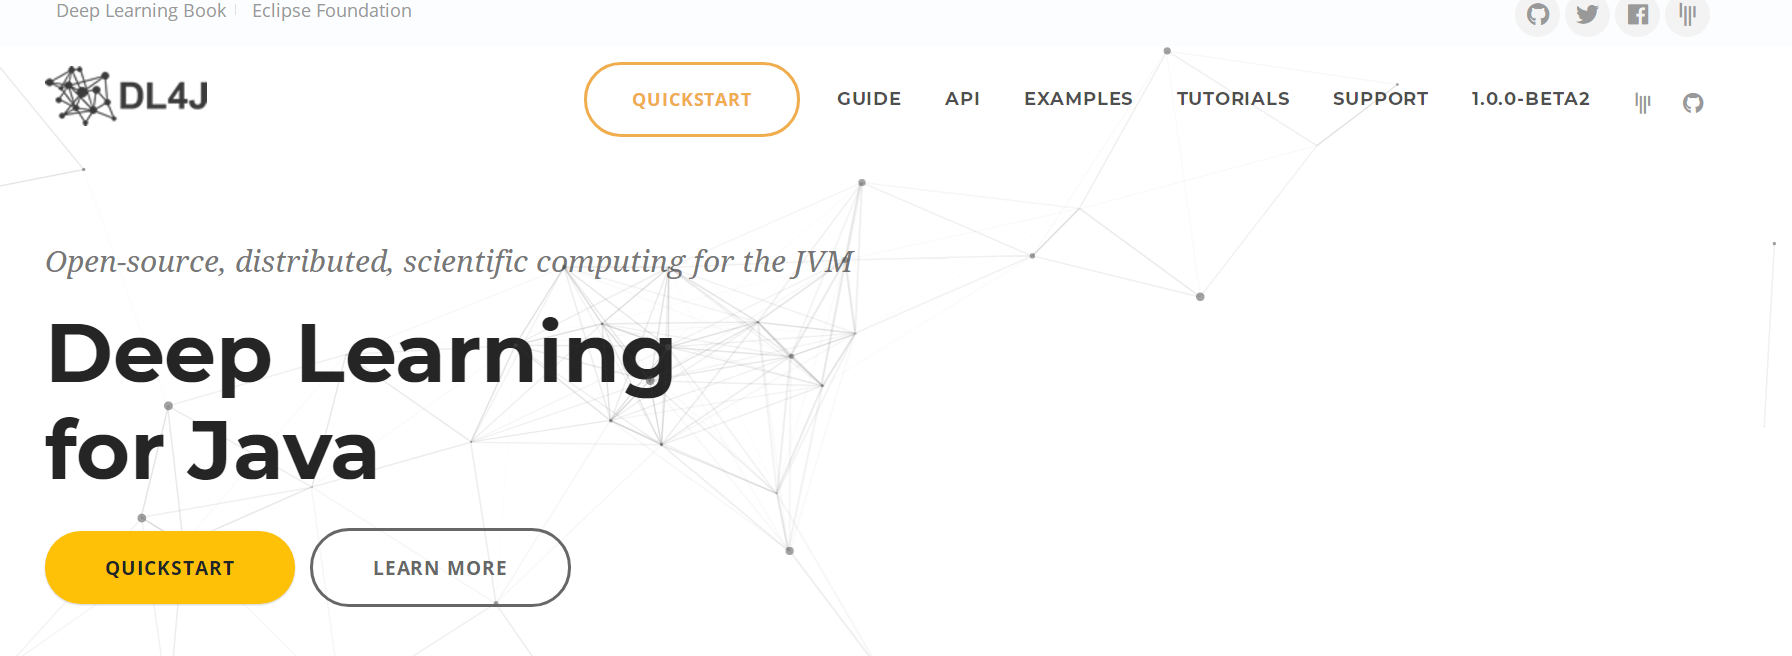 Deep Learning Book | Eclipse Foundation
DL4J
QUICKSTART GUIDE API EXAMPLES TUTORIALS SUPPORT 1.0.0-BETA2
Open-source, distributed, scientific computing for the JVM
Deep Learning
for Java
QUICKSTART LEARN MORE